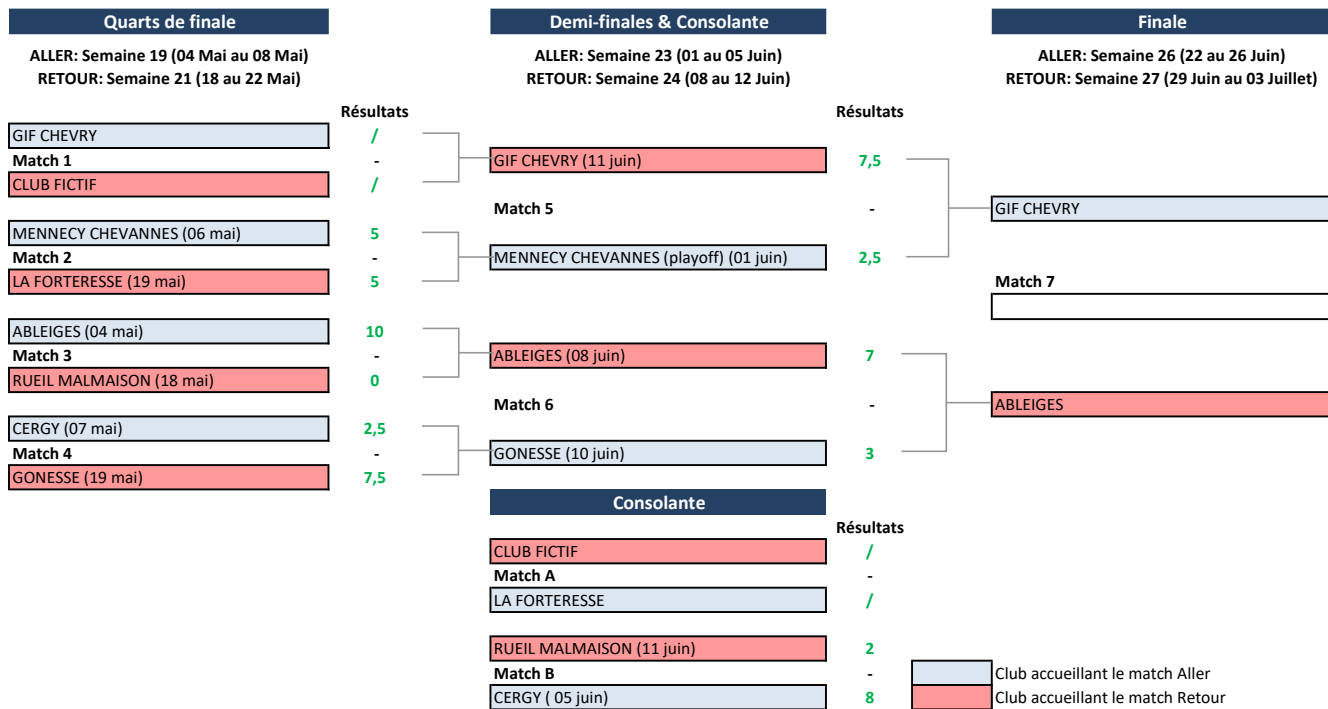 Quarts de finale
ALLER: Semaine 19 (04 Mai au 08 Mai)
RETOUR: Semaine 21 (18 au 22 Mai)
Résultats
GIF CHEVRY /
Match 1 -
CLUB FICTIF /
MENNECY CHEVANNES (06 mai) 5
Match 2 -
LA FORTERESSE (19 mai) 5
ABLEIGES (04 mai) 10
Match 3 -
RUEIL MALMAISON (18 mai) 0
CERGY (07 mai) 2,5
Match 4 -
GONESSE (19 mai) 7,5
Demi-finales & Consolante
ALLER: Semaine 23 (01 au 05 Juin)
RETOUR: Semaine 24 (08 au 12 Juin)
Résultats
GIF CHEVRY (11 juin) 7,5
Match 5 -
MENNECY CHEVANNES (playoff) (01 juin) 2,5
ABLEIGES (08 juin) 7
Match 6 -
GONESSE (10 juin) 3
Consolante
Résultats
CLUB FICTIF /
Match A -
LA FORTERESSE /
RUEIL MALMAISON (11 juin) 2
Match B -
CERGY ( 05 juin) 8
Finale
ALLER: Semaine 26 (22 au 26 Juin)
RETOUR: Semaine 27 (29 Juin au 03 Juillet)
GIF CHEVRY
Match 7
ABLEIGES
Club accueillant le match Aller
Club accueillant le match Retour